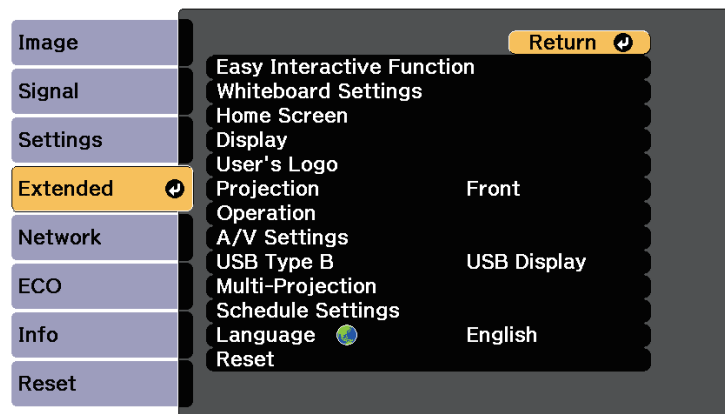 Image
Signal
Settings
Extended
Network
ECO
Info
Reset
Return
Easy Interactive Function
Whiteboard Settings
Home Screen
Display
User's Logo
Projection Front
Operation
A/V Settings
USB Type B USB Display
Multi-Projection
Schedule Settings
Language English
Reset